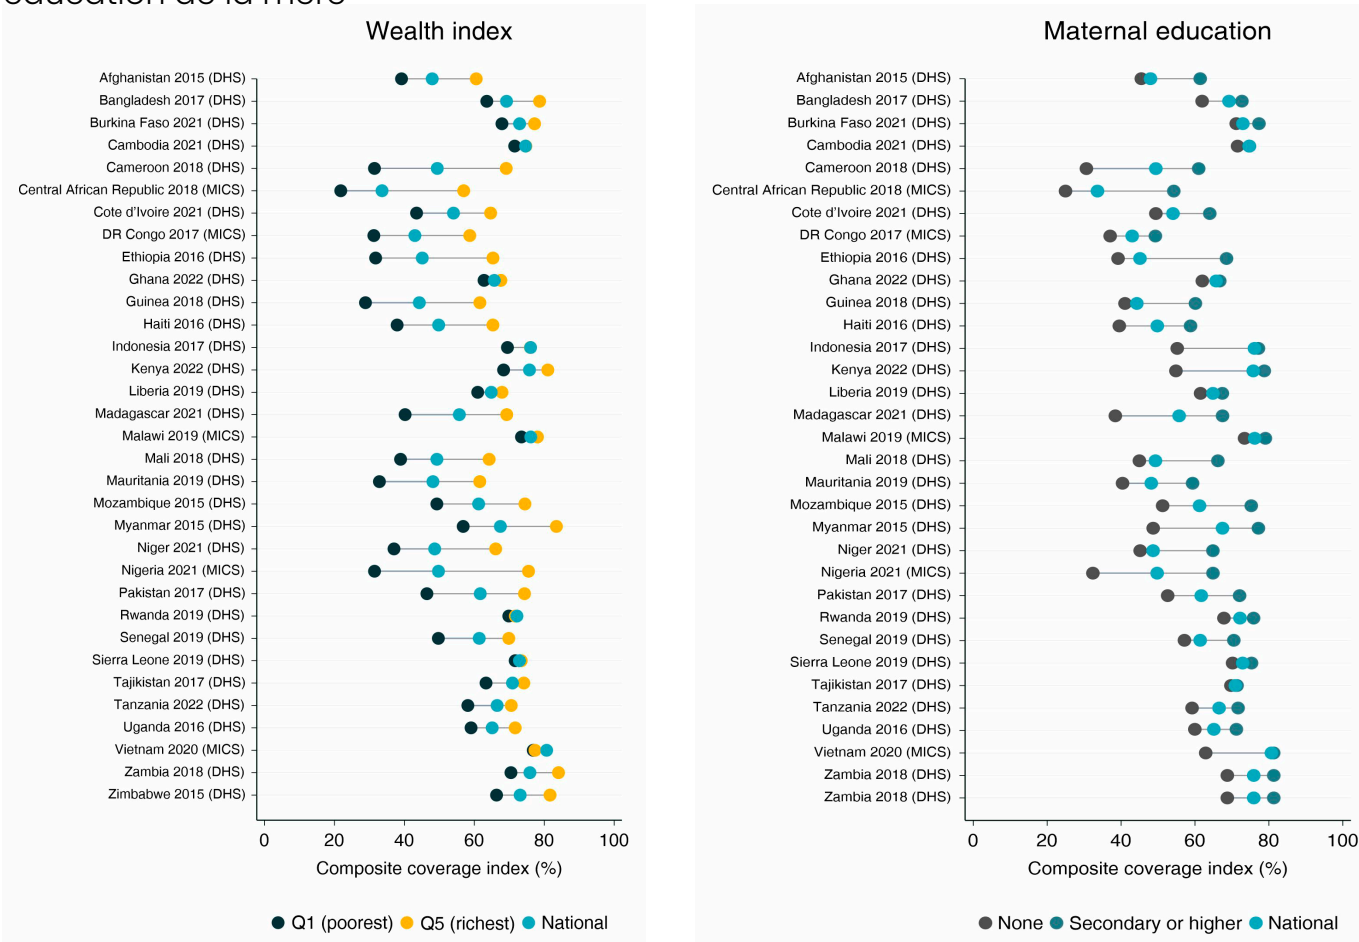 éducation de la mère
Wealth index
Afghanistan 2015 (DHS)
Bangladesh 2017 (DHS)
Burkina Faso 2021 (DHS)
Cambodia 2021 (DHS)
Cameroon 2018 (DHS)
Central African Republic 2018 (MICS)
Cote d'Ivoire 2021 (DHS)
DR Congo 2017 (MICS)
Ethiopia 2016 (DHS)
Ghana 2022 (DHS)
Guinea 2018 (DHS)
Haiti 2016 (DHS)
Indonesia 2017 (DHS)
Kenya 2022 (DHS)
Liberia 2019 (DHS)
Madagascar 2021 (DHS)
Malawi 2019 (MICS)
Mali 2018 (DHS)
Mauritania 2019 (DHS)
Mozambique 2015 (DHS)
Myanmar 2015 (DHS)
Niger 2021 (DHS)
Nigeria 2021 (MICS)
Pakistan 2017 (DHS)
Rwanda 2019 (DHS)
Senegal 2019 (DHS)
Sierra Leone 2019 (DHS)
Tajikistan 2017 (DHS)
Tanzania 2022 (DHS)
Uganda 2016 (DHS)
Vietnam 2020 (MICS)
Zambia 2018 (DHS)
Zimbabwe 2015 (DHS)
0 20 40 60 80 100
Composite coverage index (%)
Q1 (poorest) Q5 (richest) National
Maternal education
Afghanistan 2015 (DHS)
Bangladesh 2017 (DHS)
Burkina Faso 2021 (DHS)
Cambodia 2021 (DHS)
Cameroon 2018 (DHS)
Central African Republic 2018 (MICS)
Cote d'Ivoire 2021 (DHS)
DR Congo 2017 (MICS)
Ethiopia 2016 (DHS)
Ghana 2022 (DHS)
Guinea 2018 (DHS)
Haiti 2016 (DHS)
Indonesia 2017 (DHS)
Kenya 2022 (DHS)
Liberia 2019 (DHS)
Madagascar 2021 (DHS)
Malawi 2019 (MICS)
Mali 2018 (DHS)
Mauritania 2019 (DHS)
Mozambique 2015 (DHS)
Myanmar 2015 (DHS)
Niger 2021 (DHS)
Nigeria 2021 (MICS)
Pakistan 2017 (DHS)
Rwanda 2019 (DHS)
Senegal 2019 (DHS)
Sierra Leone 2019 (DHS)
Tajikistan 2017 (DHS)
Tanzania 2022 (DHS)
Uganda 2016 (DHS)
Vietnam 2020 (MICS)
Zambia 2018 (DHS)
Zambia 2018 (DHS)
0 20 40 60 80 100
Composite coverage index (%)
None Secondary or higher National